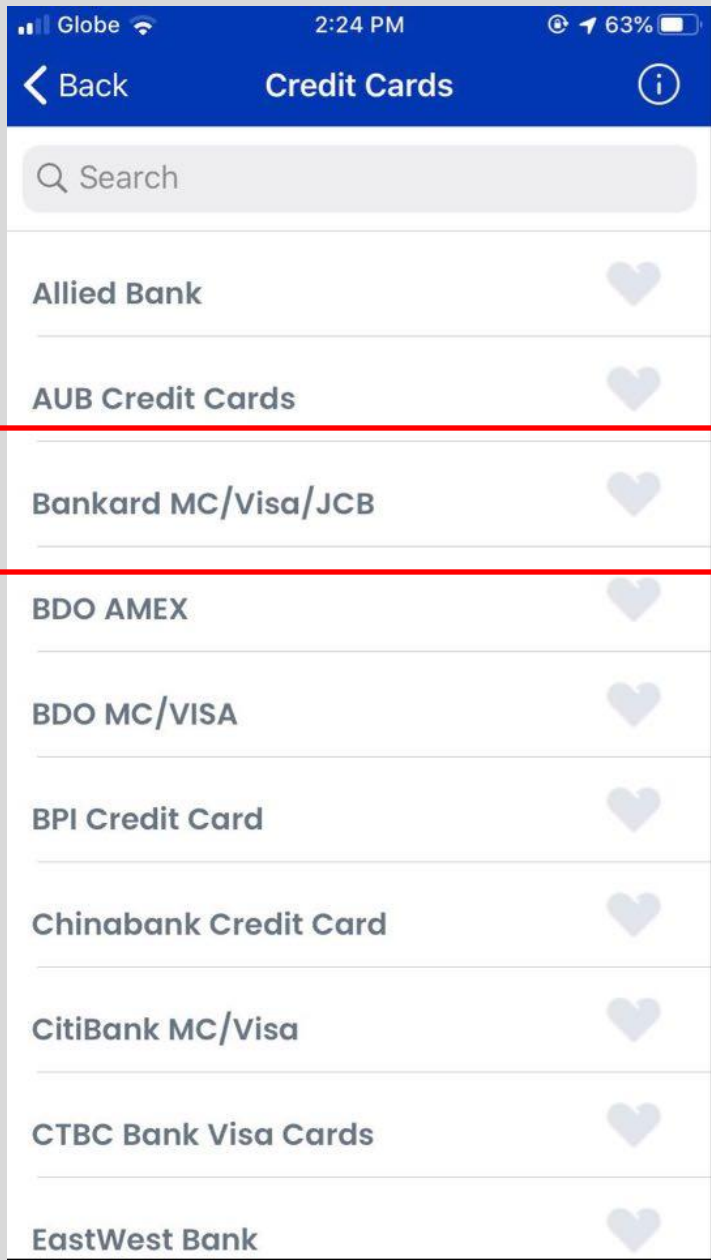 Globe 2:24 PM 63%
Back Credit Cards
Search
Allied Bank
AUB Credit Cards
Bankard MC/Visa/JCB
BDO AMEX
BDO MC/VISA
BPI Credit Card
Chinabank Credit Card
CitiBank MC/Visa
CTBC Bank Visa Cards
EastWest Bank